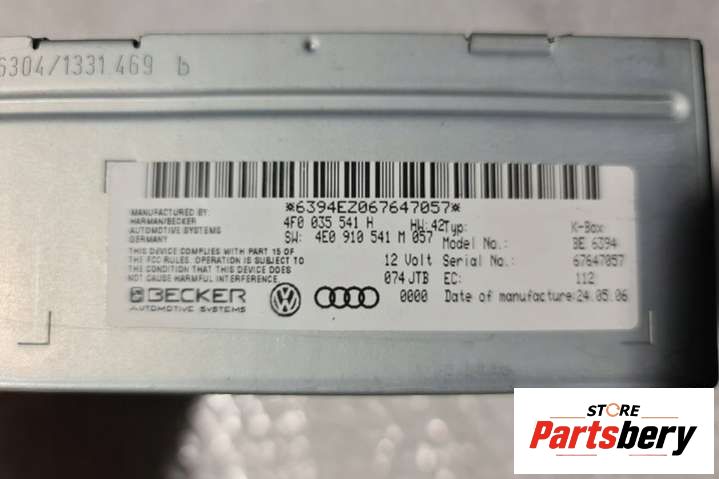 6304/1331 469 b
*6394EZ067647057*
MANUFACTURED BY:
HARMAN/BECKER
AUTOMOTIVE SYSTEMS
GERMANY
THIS DEVICE COMPLIES WITH PART 15 OF
THE FCC RULES. OPERATION IS SUBJECT TO
THE CONDITION THAT THIS DEVICE DOES NOT
CAUSE HARMFUL INTERFERENCE.
4F0 035 541 H HW:42Typ: K-Box
SW: 4E0 910 541 M 057 Model No.: BE 6394
12 Volt Serial No.: 67647057
074 JTB EC: 112
0000 Date of manufacture:24.05.06
BECKER
AUTOMOTIVE SYSTEMS
STORE
Partsbery